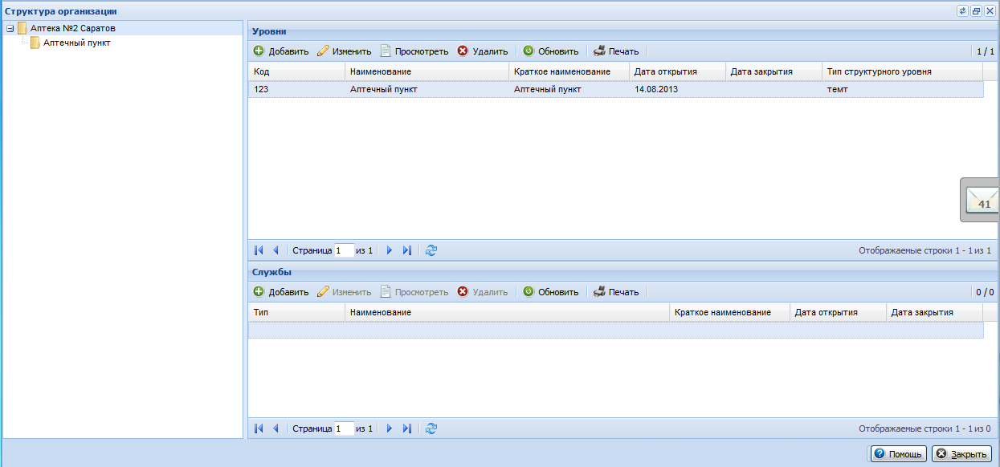 Структура организации
Аптека №2 Саратов
Аптечный пункт
Уровни
Добавить Изменить Просмотреть Удалить Обновить Печать 1 / 1
Код Наименование Краткое наименование Дата открытия Дата закрытия Тип структурного уровня
123 Аптечный пункт Аптечный пункт 14.08.2013 темт
41
Страница 1 из 1 Отображаемые строки 1 - 1 из 1
Службы
Добавить Изменить Просмотреть Удалить Обновить Печать 0 / 0
Тип Наименование Краткое наименование Дата открытия Дата закрытия
Страница 1 из 1 Отображаемые строки 1 - 1 из 0
Помощь Закрыть